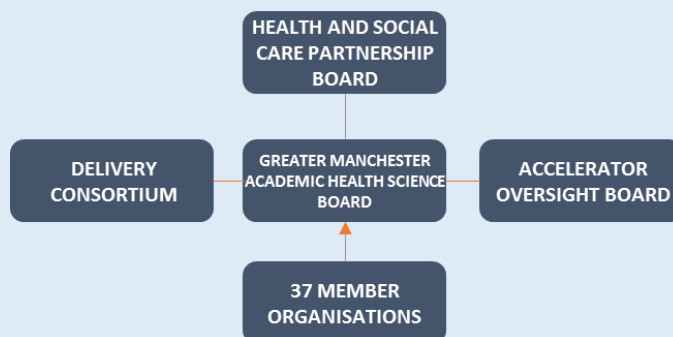 HEALTH AND SOCIAL
CARE PARTNERSHIP
BOARD
DELIVERY
CONSORTIUM
GREATER MANCHESTER
ACADEMIC HEALTH SCIENCE
BOARD
ACCELERATOR
OVERSIGHT BOARD
37 MEMBER
ORGANISATIONS